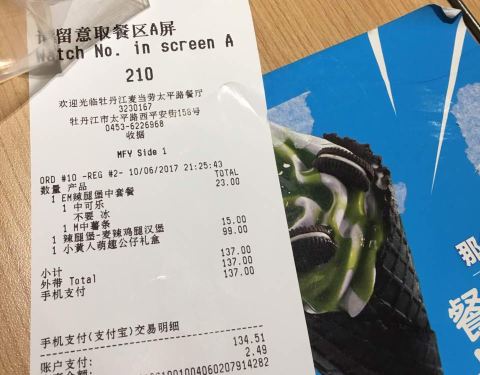 请留意取餐区A屏
Watch No. in screen A
210
欢迎光临牡丹江麦当劳太平路餐厅
3230167
牡丹江市太平路西平安街158号
0453-6226968
收据
MFY Side 1
ORD #10 -REG #2- 10/06/2017 21:25:43
数量 产品 TOTAL
1 EM辣腿堡中套餐 23.00
1 中可乐
不要 冰
1 M中薯条
1 辣腿堡-麦辣鸡腿汉堡 15.00
1 小黄人萌趣公仔礼盒 99.00
小计 137.00
外带 Total 137.00
手机支付 137.00
手机支付(支付宝)交易明细
账户支付: 134.51
2.49
001004060207914282
那
餐